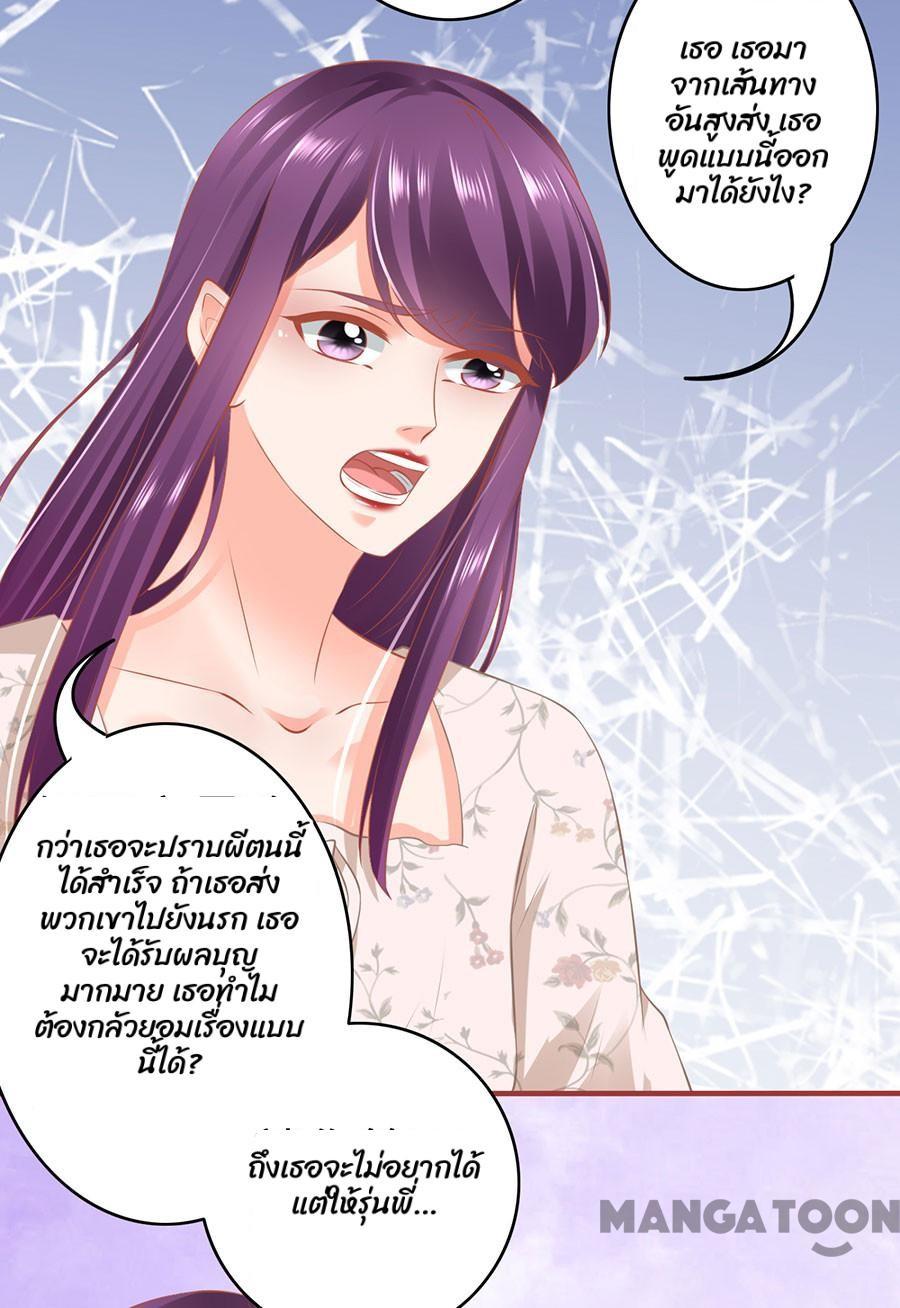 เธอ เธอมา
จากเส้นทาง
อันสูงส่ง เธอ
พูดแบบนี้ออก
มาได้ยังไง?
กว่าเธอจะปราบผีตนนี้
ได้สำเร็จ ถ้าเธอส่ง
พวกเขาไปยังนรก เธอ
จะได้รับผลบุญ
มากมาย เธอทำไม
ต้องกลัวยอมเรื่องแบบ
นี้ได้?
ถึงเธอจะไม่อยากได้
แต่ให้รุ่นพี่...
MANGATOON